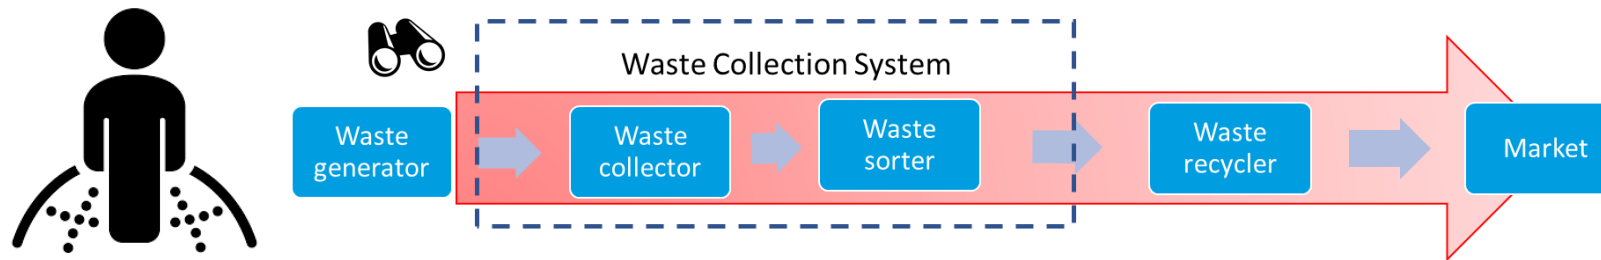 Waste Collection System
Waste
generator
Waste
collector
Waste
sorter
Waste
recycler
Market